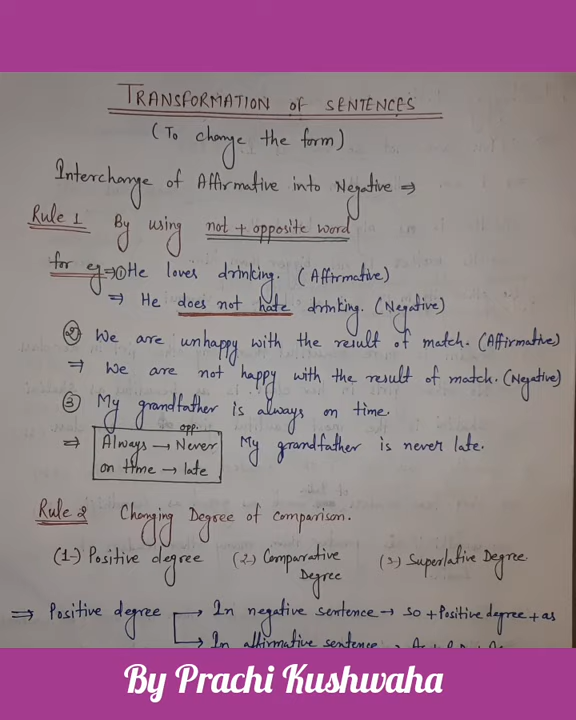 TRANSFORMATION OF SENTENCES
(To change the form)
Interchange of Affirmative into Negative ⇒
Rule 1 By using not + opposite word
for eg ⇒ ① He loves drinking. (Affirmative)
⇒ He does not hate drinking. (Negative)
② We are unhappy with the result of match. (Affirmative)
⇒ We are not happy with the result of match. (Negative)
③ My grandfather is always on time.
opp.
⇒ Always → Never My grandfather is never late.
on time → late
Rule 2 Changing Degree of comparison.
(1-) Positive degree (2-) Comparative Degree (3-) Superlative Degree.
⇒ Positive degree → In negative sentence → so + Positive degree + as
→ In affirmative sentence
By Prachi Kushwaha